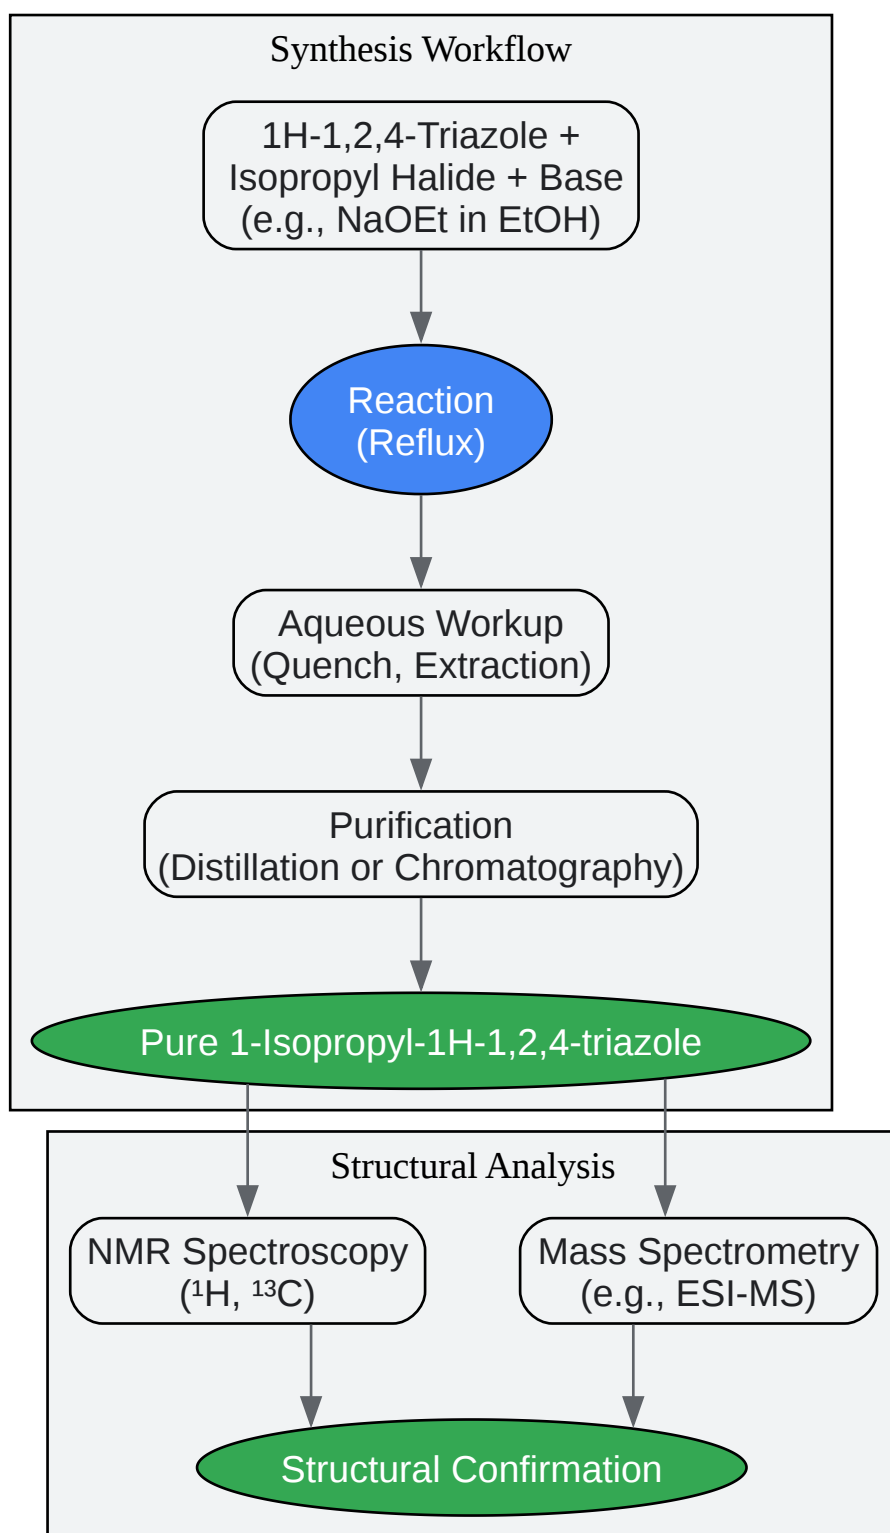 Synthesis Workflow
1H-1,2,4-Triazole +
Isopropyl Halide + Base
(e.g., NaOEt in EtOH)
Reaction
(Reflux)
Aqueous Workup
(Quench, Extraction)
Purification
(Distillation or Chromatography)
Pure 1-Isopropyl-1H-1,2,4-triazole
Structural Analysis
NMR Spectroscopy
(¹H, ¹³C)
Mass Spectrometry
(e.g., ESI-MS)
Structural Confirmation